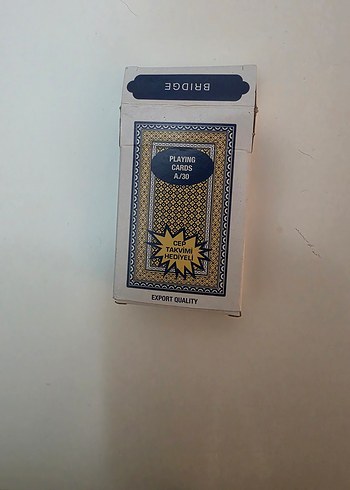 BRIDGE
PLAYING
CARDS
A/30
CEP
TAKVİMİ
HEDİYELİ
EXPORT QUALITY